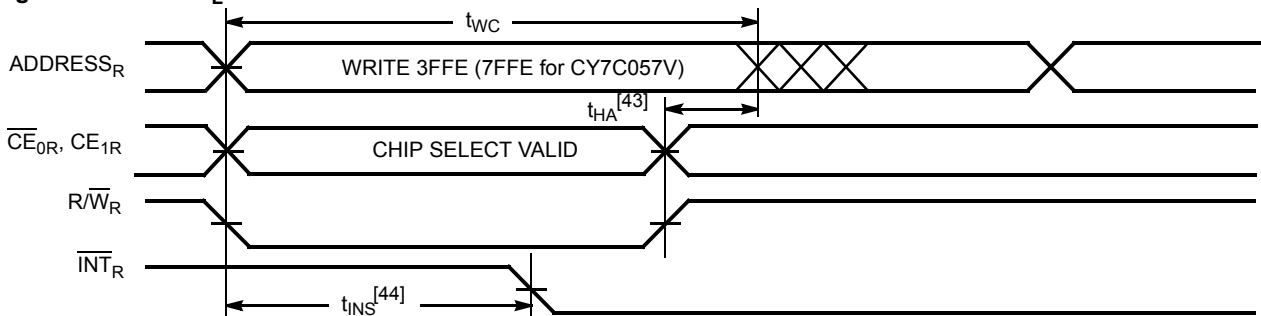 L
tWC
ADDRESSR
WRITE 3FFE (7FFE for CY7C057V)
tHA[43]
CE0R, CE1R
CHIP SELECT VALID
R/WR
INTR
tINS[44]